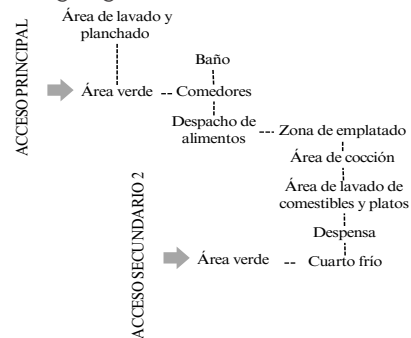 Área de lavado y
planchado
Baño
ACCESO PRINCIPAL
Área verde -- Comedores
Despacho de
alimentos
Zona de emplatado
Área de cocción
Área de lavado de
comestibles y platos
Despensa
ACCESO SECUNDARIO 2
Área verde -- Cuarto frío